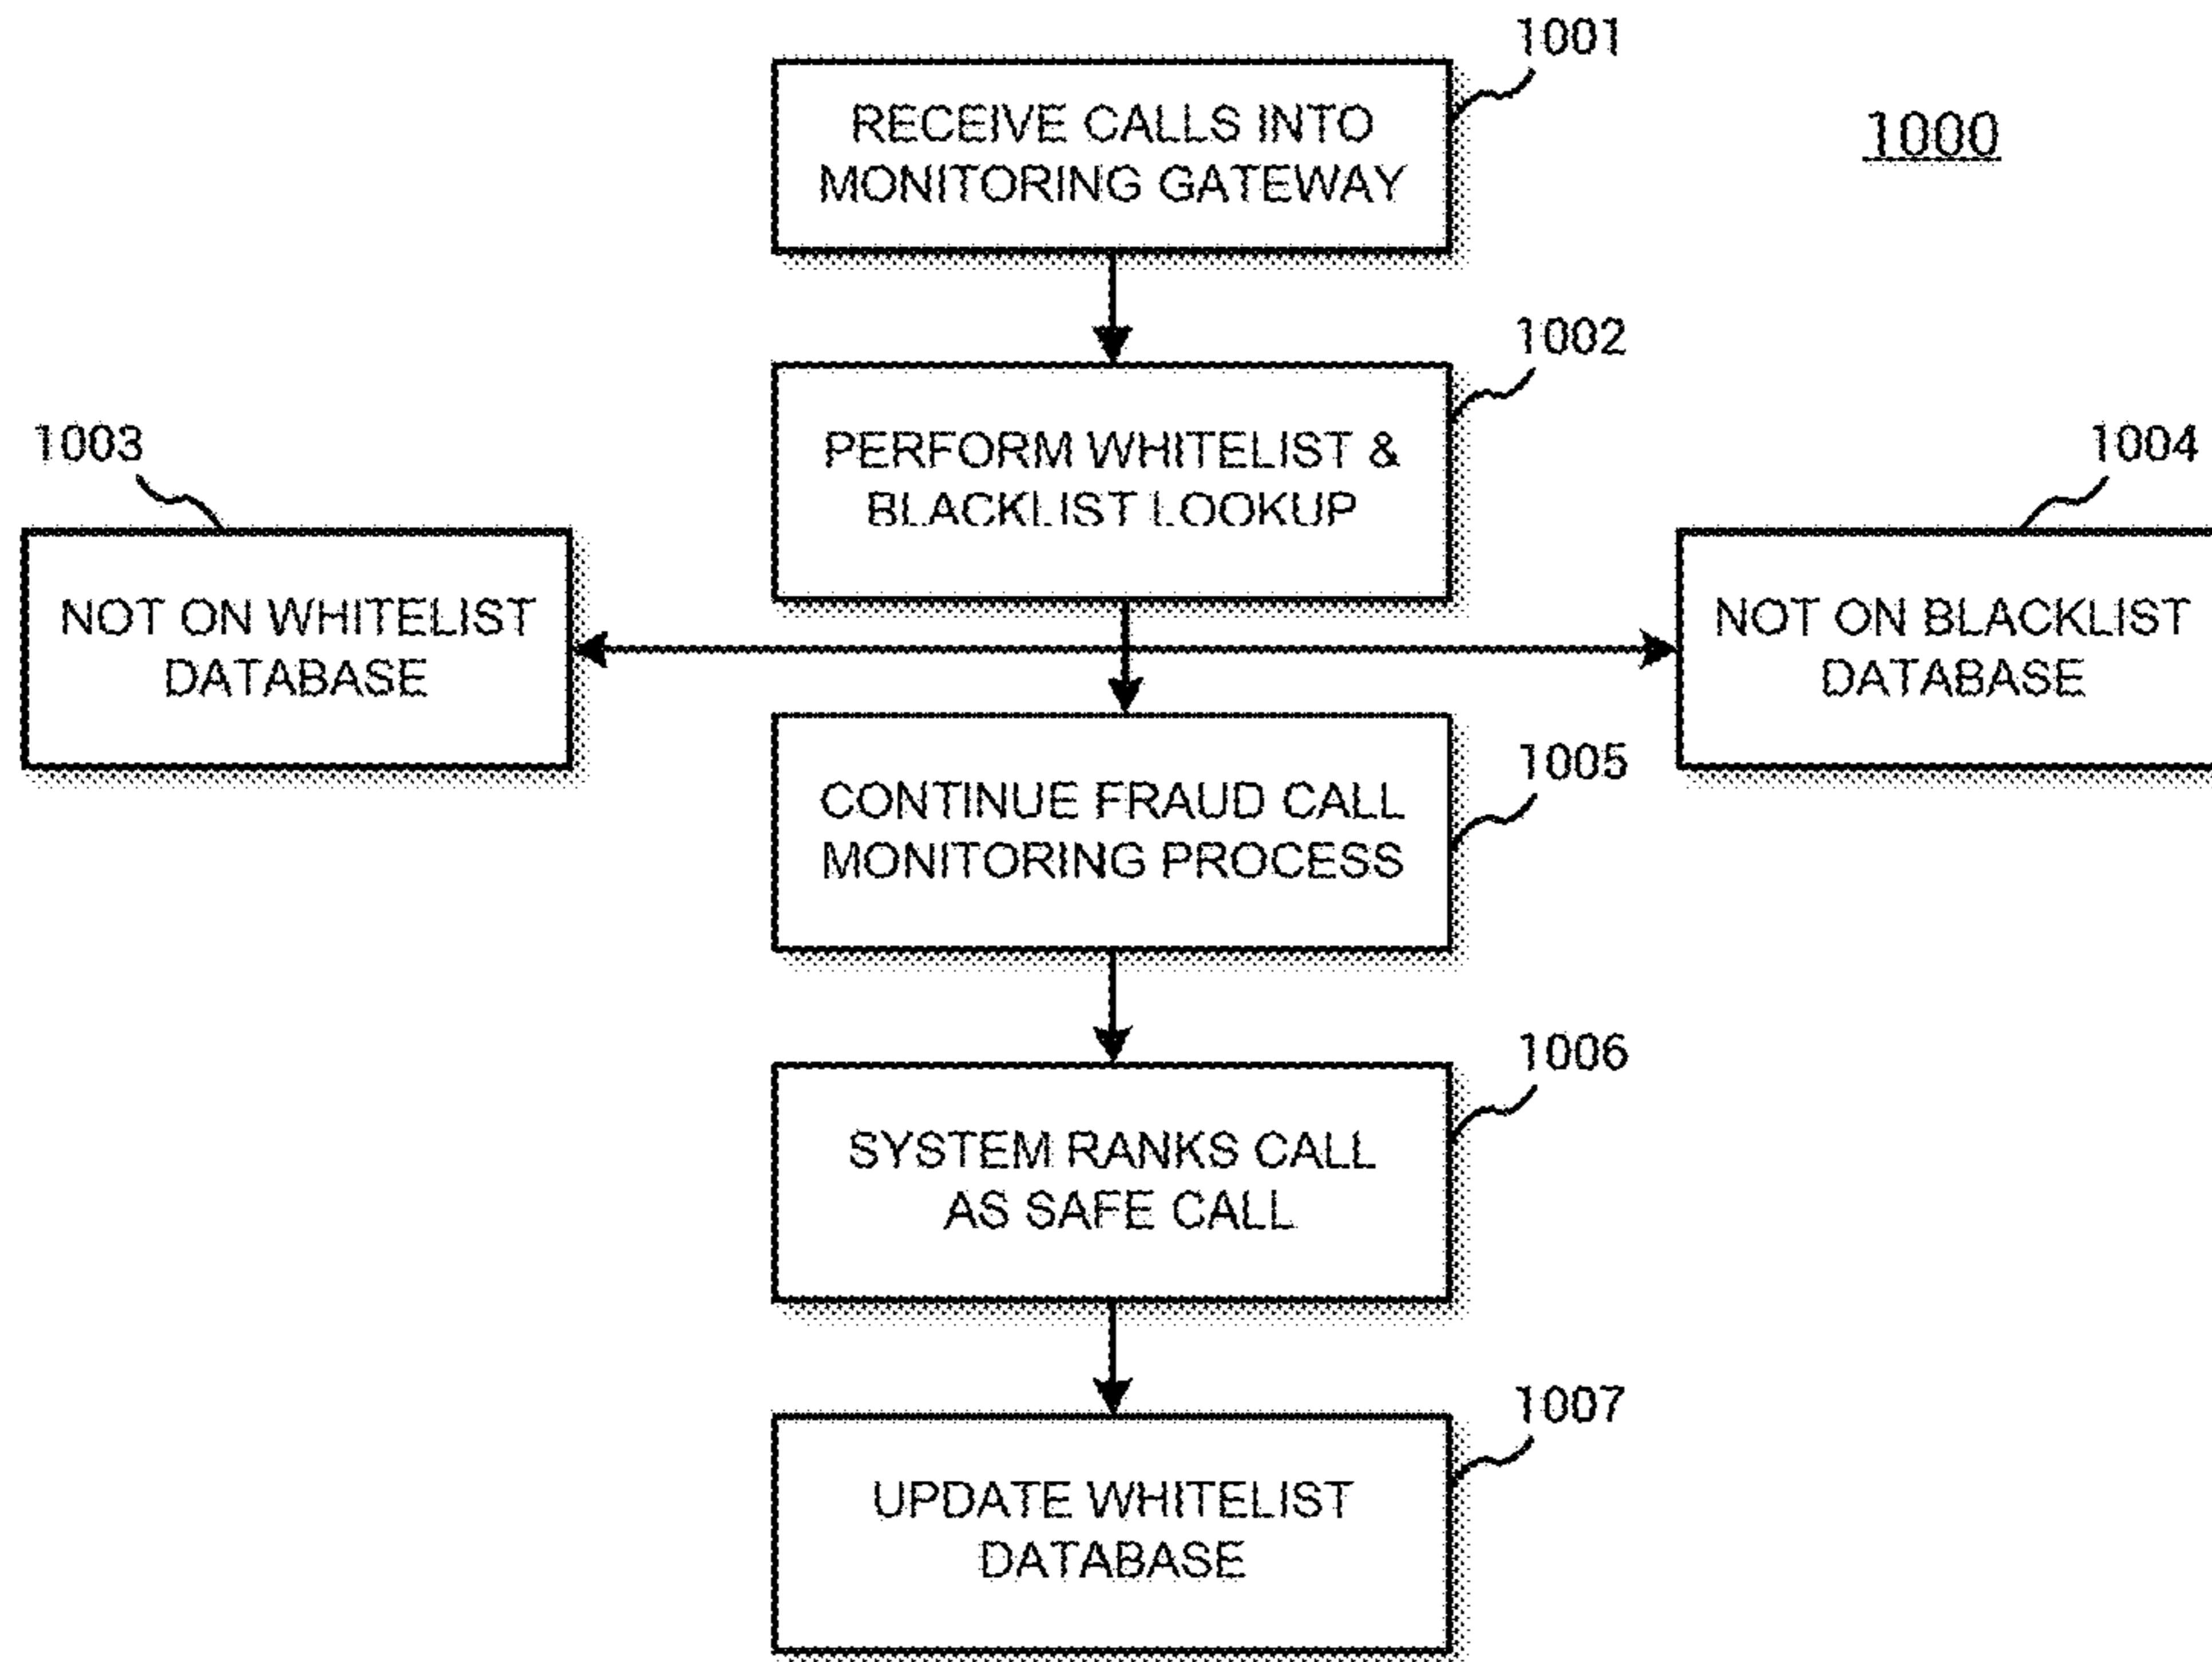 1001
RECEIVE CALLS INTO
MONITORING GATEWAY
1000
1002
PERFORM WHITELIST &
BLACKLIST LOOKUP
1003
NOT ON WHITELIST
DATABASE
1004
NOT ON BLACKLIST
DATABASE
1005
CONTINUE FRAUD CALL
MONITORING PROCESS
1006
SYSTEM RANKS CALL
AS SAFE CALL
1007
UPDATE WHITELIST
DATABASE